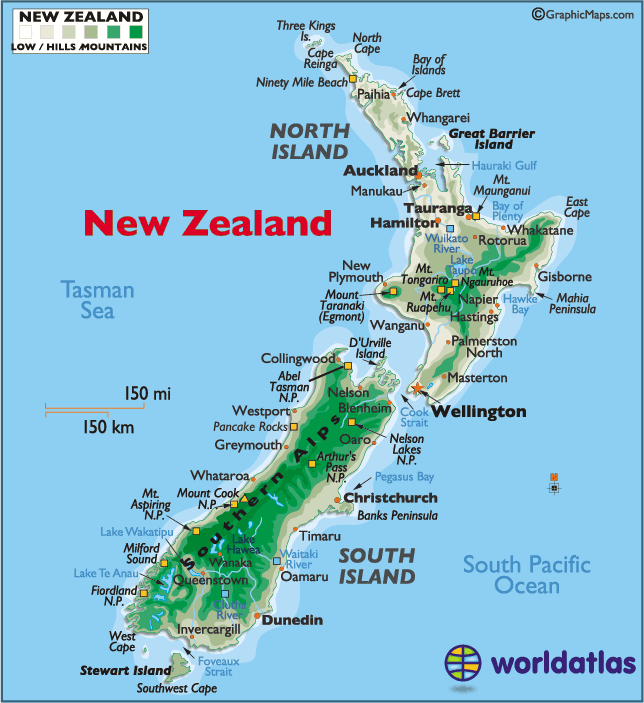 NEW ZEALAND
LOW / HILLS /MOUNTAINS
©GraphicMaps.com
Three Kings
Is.
North
Cape
Cape
Reinga
Bay of
Islands
Ninety Mile Beach
Paihia
Cape Brett
Whangarei
NORTH
ISLAND
Great Barrier
Island
Auckland
Hauraki Gulf
Manukau
Mt.
Maunganui
Tauranga
Bay of
Plenty
East
Cape
New Zealand
Hamilton
Whakatane
Wuikato
River
Rotorua
Lake
Taupo
Mt.
Tongariro
Mt.
Ngauruhoe
New
Plymouth
Gisborne
Tasman
Sea
Mount
Taranaki
(Egmont)
Mt.
Ruapehu
Napier
Hawke
Bay
Mahia
Peninsula
Hastings
Wanganu
D'Urville
Island
Palmerston
North
Collingwood
Abel
Tasman
N.P.
Masterton
150 mi
150 km
Nelson
Blenheim
Wellington
Cook
Strait
Westport
Pancake Rocks
Greymouth
Oaro
Nelson
Lakes
N.P.
Arthur's
Pass
N.P.
Southern Alps
Pegasus Bay
Whataroa
Mount Cook
N.P.
Christchurch
Banks Peninsula
Mt.
Aspiring
N.P.
Lake Wakatipu
Timaru
Lake
Hawea
Milford
Sound
Wanaka
Waitaki
River
SOUTH
ISLAND
South Pacific
Ocean
Lake Te Anau
Queenstown
Oamaru
Fiordland
N.P.
Clutha
River
Dunedin
West
Cape
Invercargill
Foveaux
Strait
Stewart Island
Southwest Cape
worldatlas